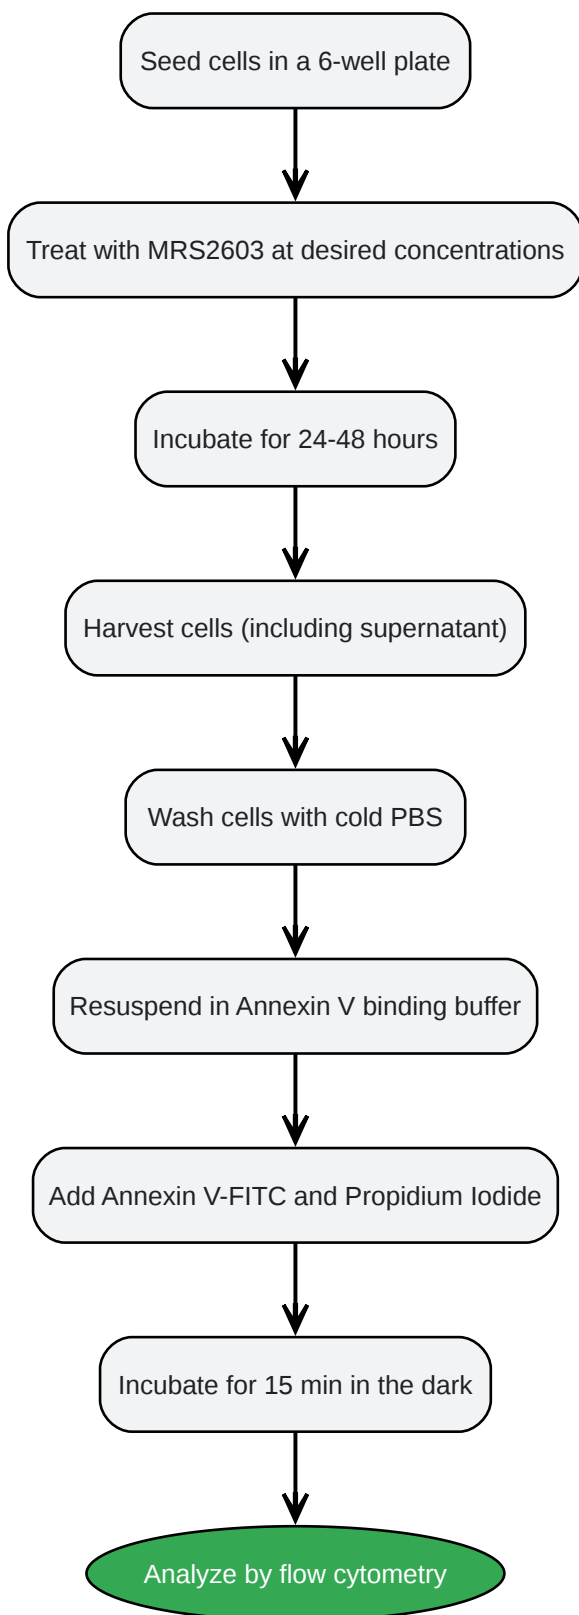 Seed cells in a 6-well plate
Treat with MRS2603 at desired concentrations
Incubate for 24-48 hours
Harvest cells (including supernatant)
Wash cells with cold PBS
Resuspend in Annexin V binding buffer
Add Annexin V-FITC and Propidium Iodide
Incubate for 15 min in the dark
Analyze by flow cytometry